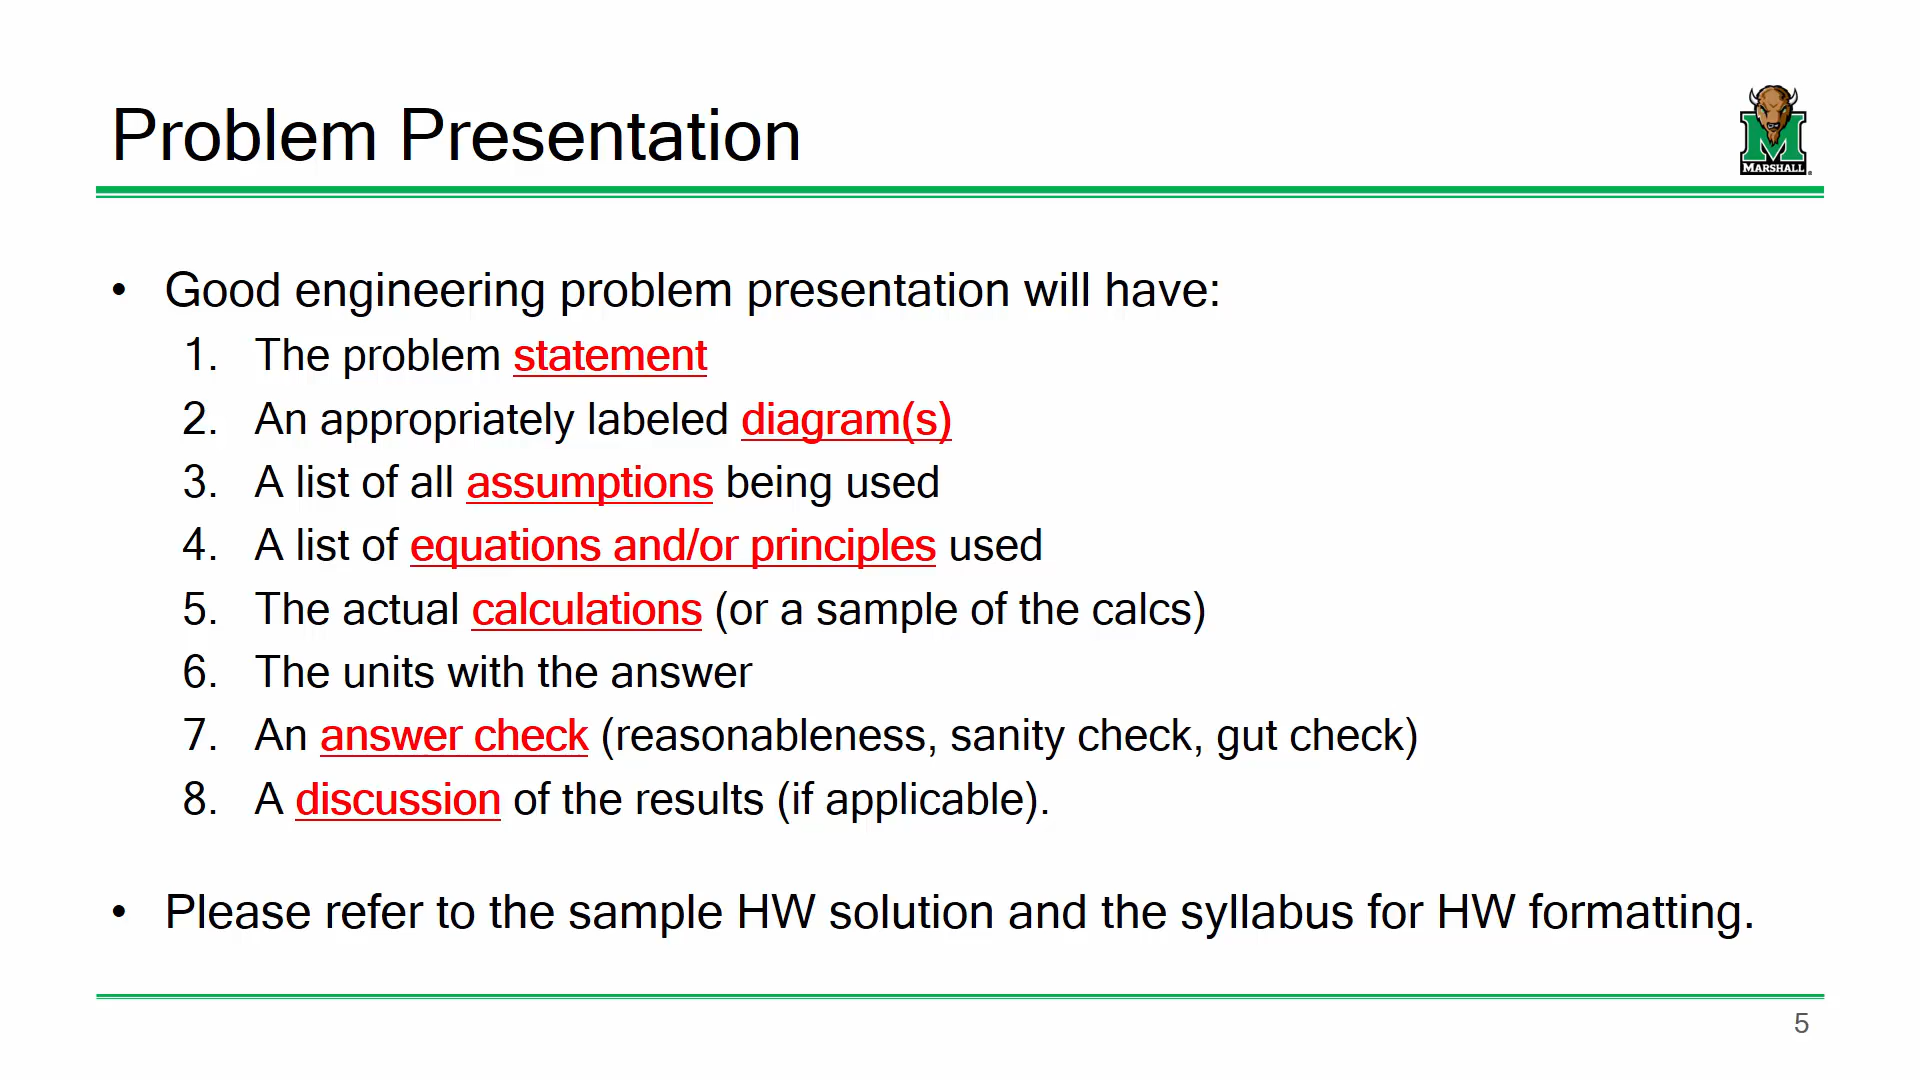 Problem Presentation
MARSHALL
• Good engineering problem presentation will have:
1. The problem statement
2. An appropriately labeled diagram(s)
3. A list of all assumptions being used
4. A list of equations and/or principles used
5. The actual calculations (or a sample of the calcs)
6. The units with the answer
7. An answer check (reasonableness, sanity check, gut check)
8. A discussion of the results (if applicable).
• Please refer to the sample HW solution and the syllabus for HW formatting.
5